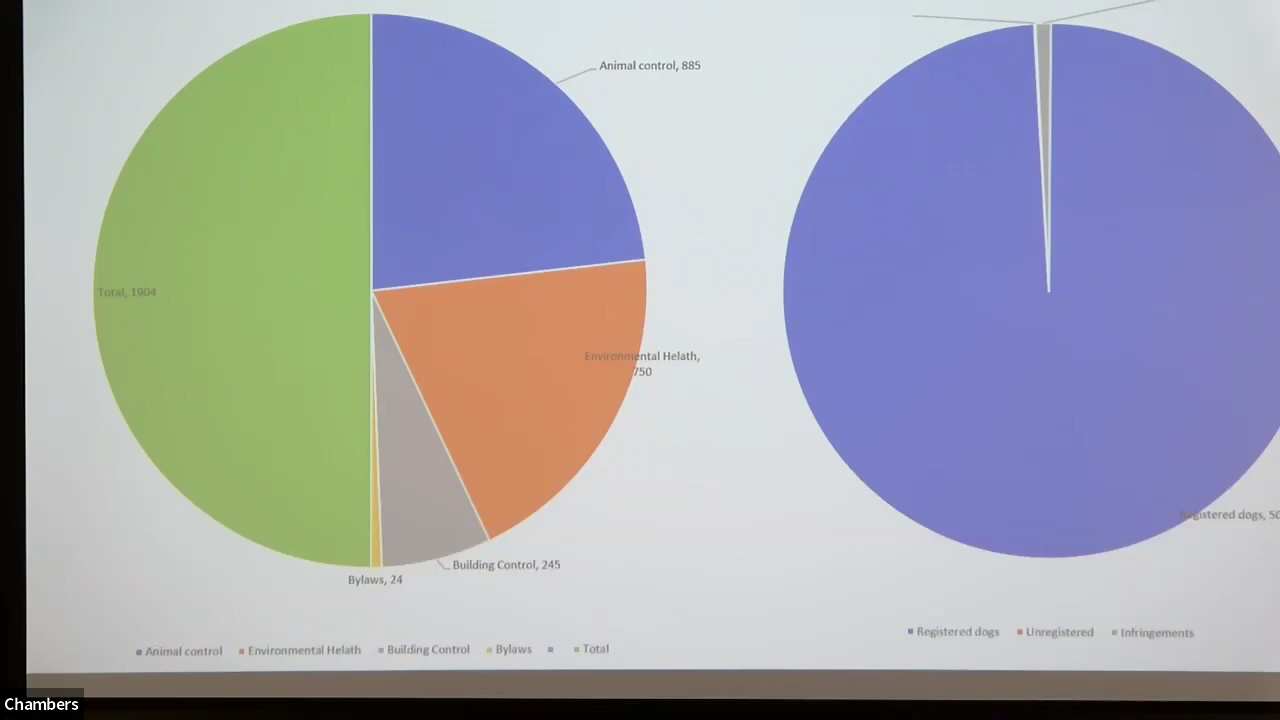 Animal control, 885
Total, 1904
Environmental Helath,
750
Building Control, 245
Bylaws, 24
Animal control Environmental Helath Building Control Bylaws Total
Registered dogs, 50
Registered dogs Unregistered Infringements
Chambers